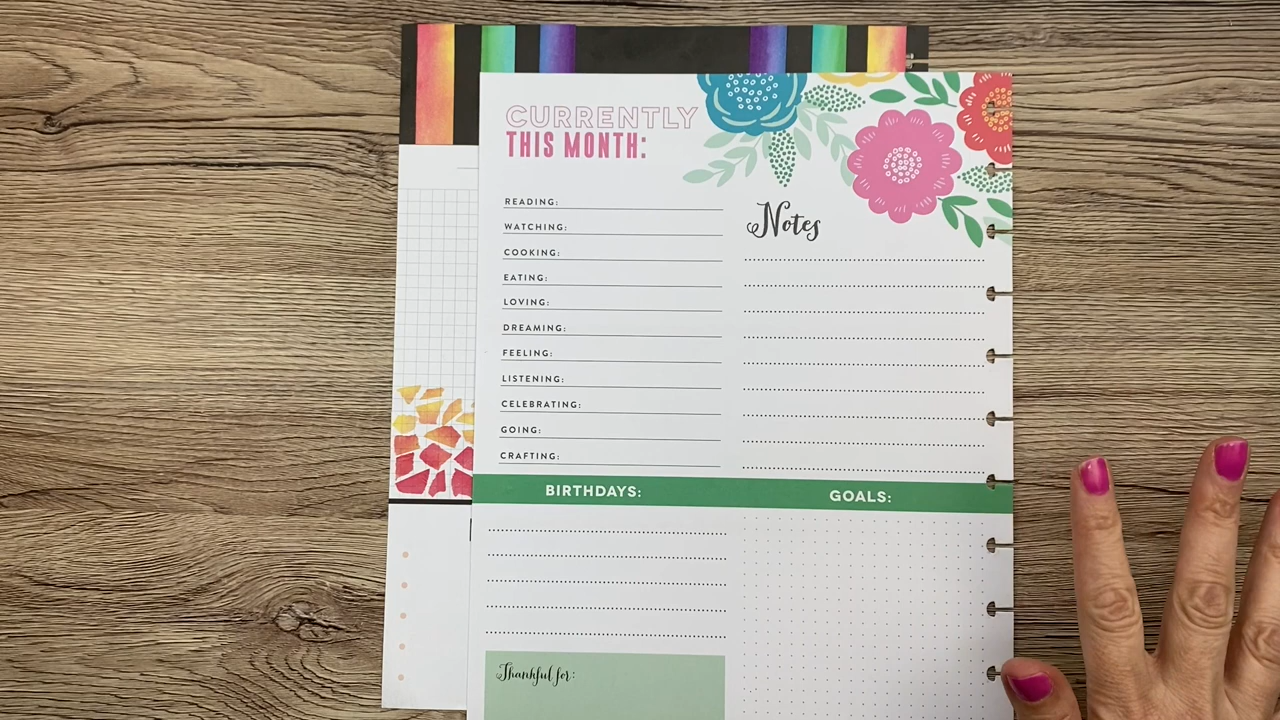 CURRENTLY
THIS MONTH:
READING:
WATCHING:
COOKING:
EATING:
LOVING:
DREAMING:
FEELING:
LISTENING:
CELEBRATING:
GOING:
CRAFTING:
Notes
BIRTHDAYS:
GOALS:
Thankful for: